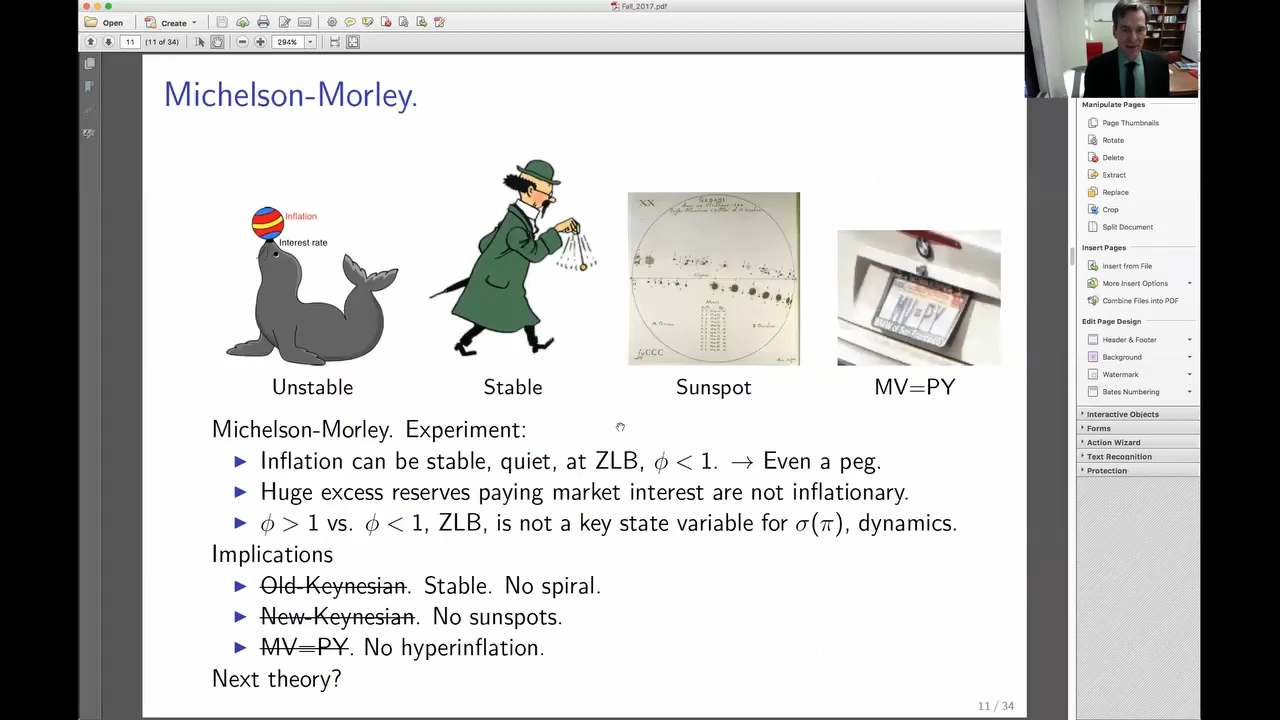 Fall_2017.pdf
Open
Create
11 (11 of 34) 294%
Michelson-Morley.
Inflation
Interest rate
XX
MV=PY
Unstable Stable Sunspot MV=PY
Michelson-Morley. Experiment:
► Inflation can be stable, quiet, at ZLB, ϕ < 1. → Even a peg.
► Huge excess reserves paying market interest are not inflationary.
► ϕ > 1 vs. ϕ < 1, ZLB, is not a key state variable for σ(π), dynamics.
Implications
► Old-Keynesian. Stable. No spiral.
► New-Keynesian. No sunspots.
► MV=PY. No hyperinflation.
Next theory?
11 / 34
Manipulate Pages
Page Thumbnails
Rotate
Delete
Extract
Replace
Crop
Split Document
Insert Pages
Insert from File
More Insert Options
Combine Files into PDF
Edit Page Design
Header & Footer
Background
Watermark
Bates Numbering
Interactive Objects
Forms
Action Wizard
Text Recognition
Protection